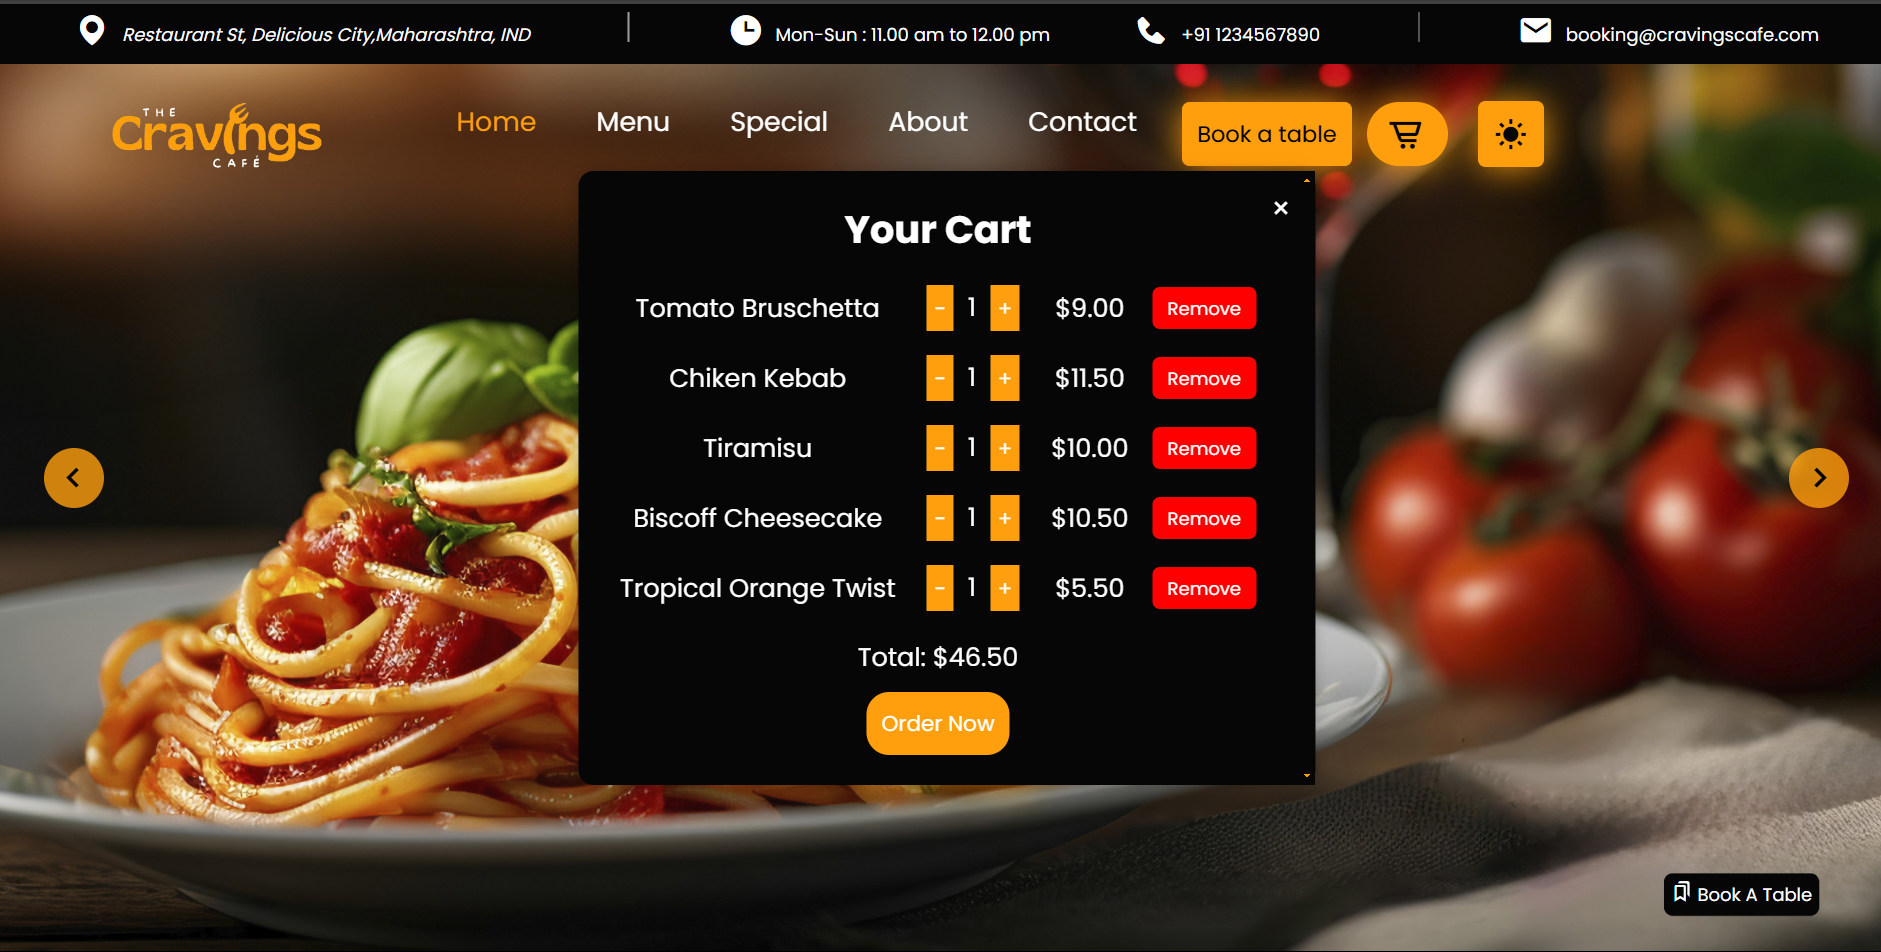 Restaurant St, Delicious City,Maharashtra, IND
Mon-Sun : 11.00 am to 12.00 pm
+91 1234567890
booking@cravingscafe.com
THE
Cravings
CAFÉ
Home
Menu
Special
About
Contact
Book a table
×
Your Cart
Tomato Bruschetta - 1 + $9.00 Remove
Chiken Kebab - 1 + $11.50 Remove
Tiramisu - 1 + $10.00 Remove
Biscoff Cheesecake - 1 + $10.50 Remove
Tropical Orange Twist - 1 + $5.50 Remove
Total: $46.50
Order Now
Book A Table